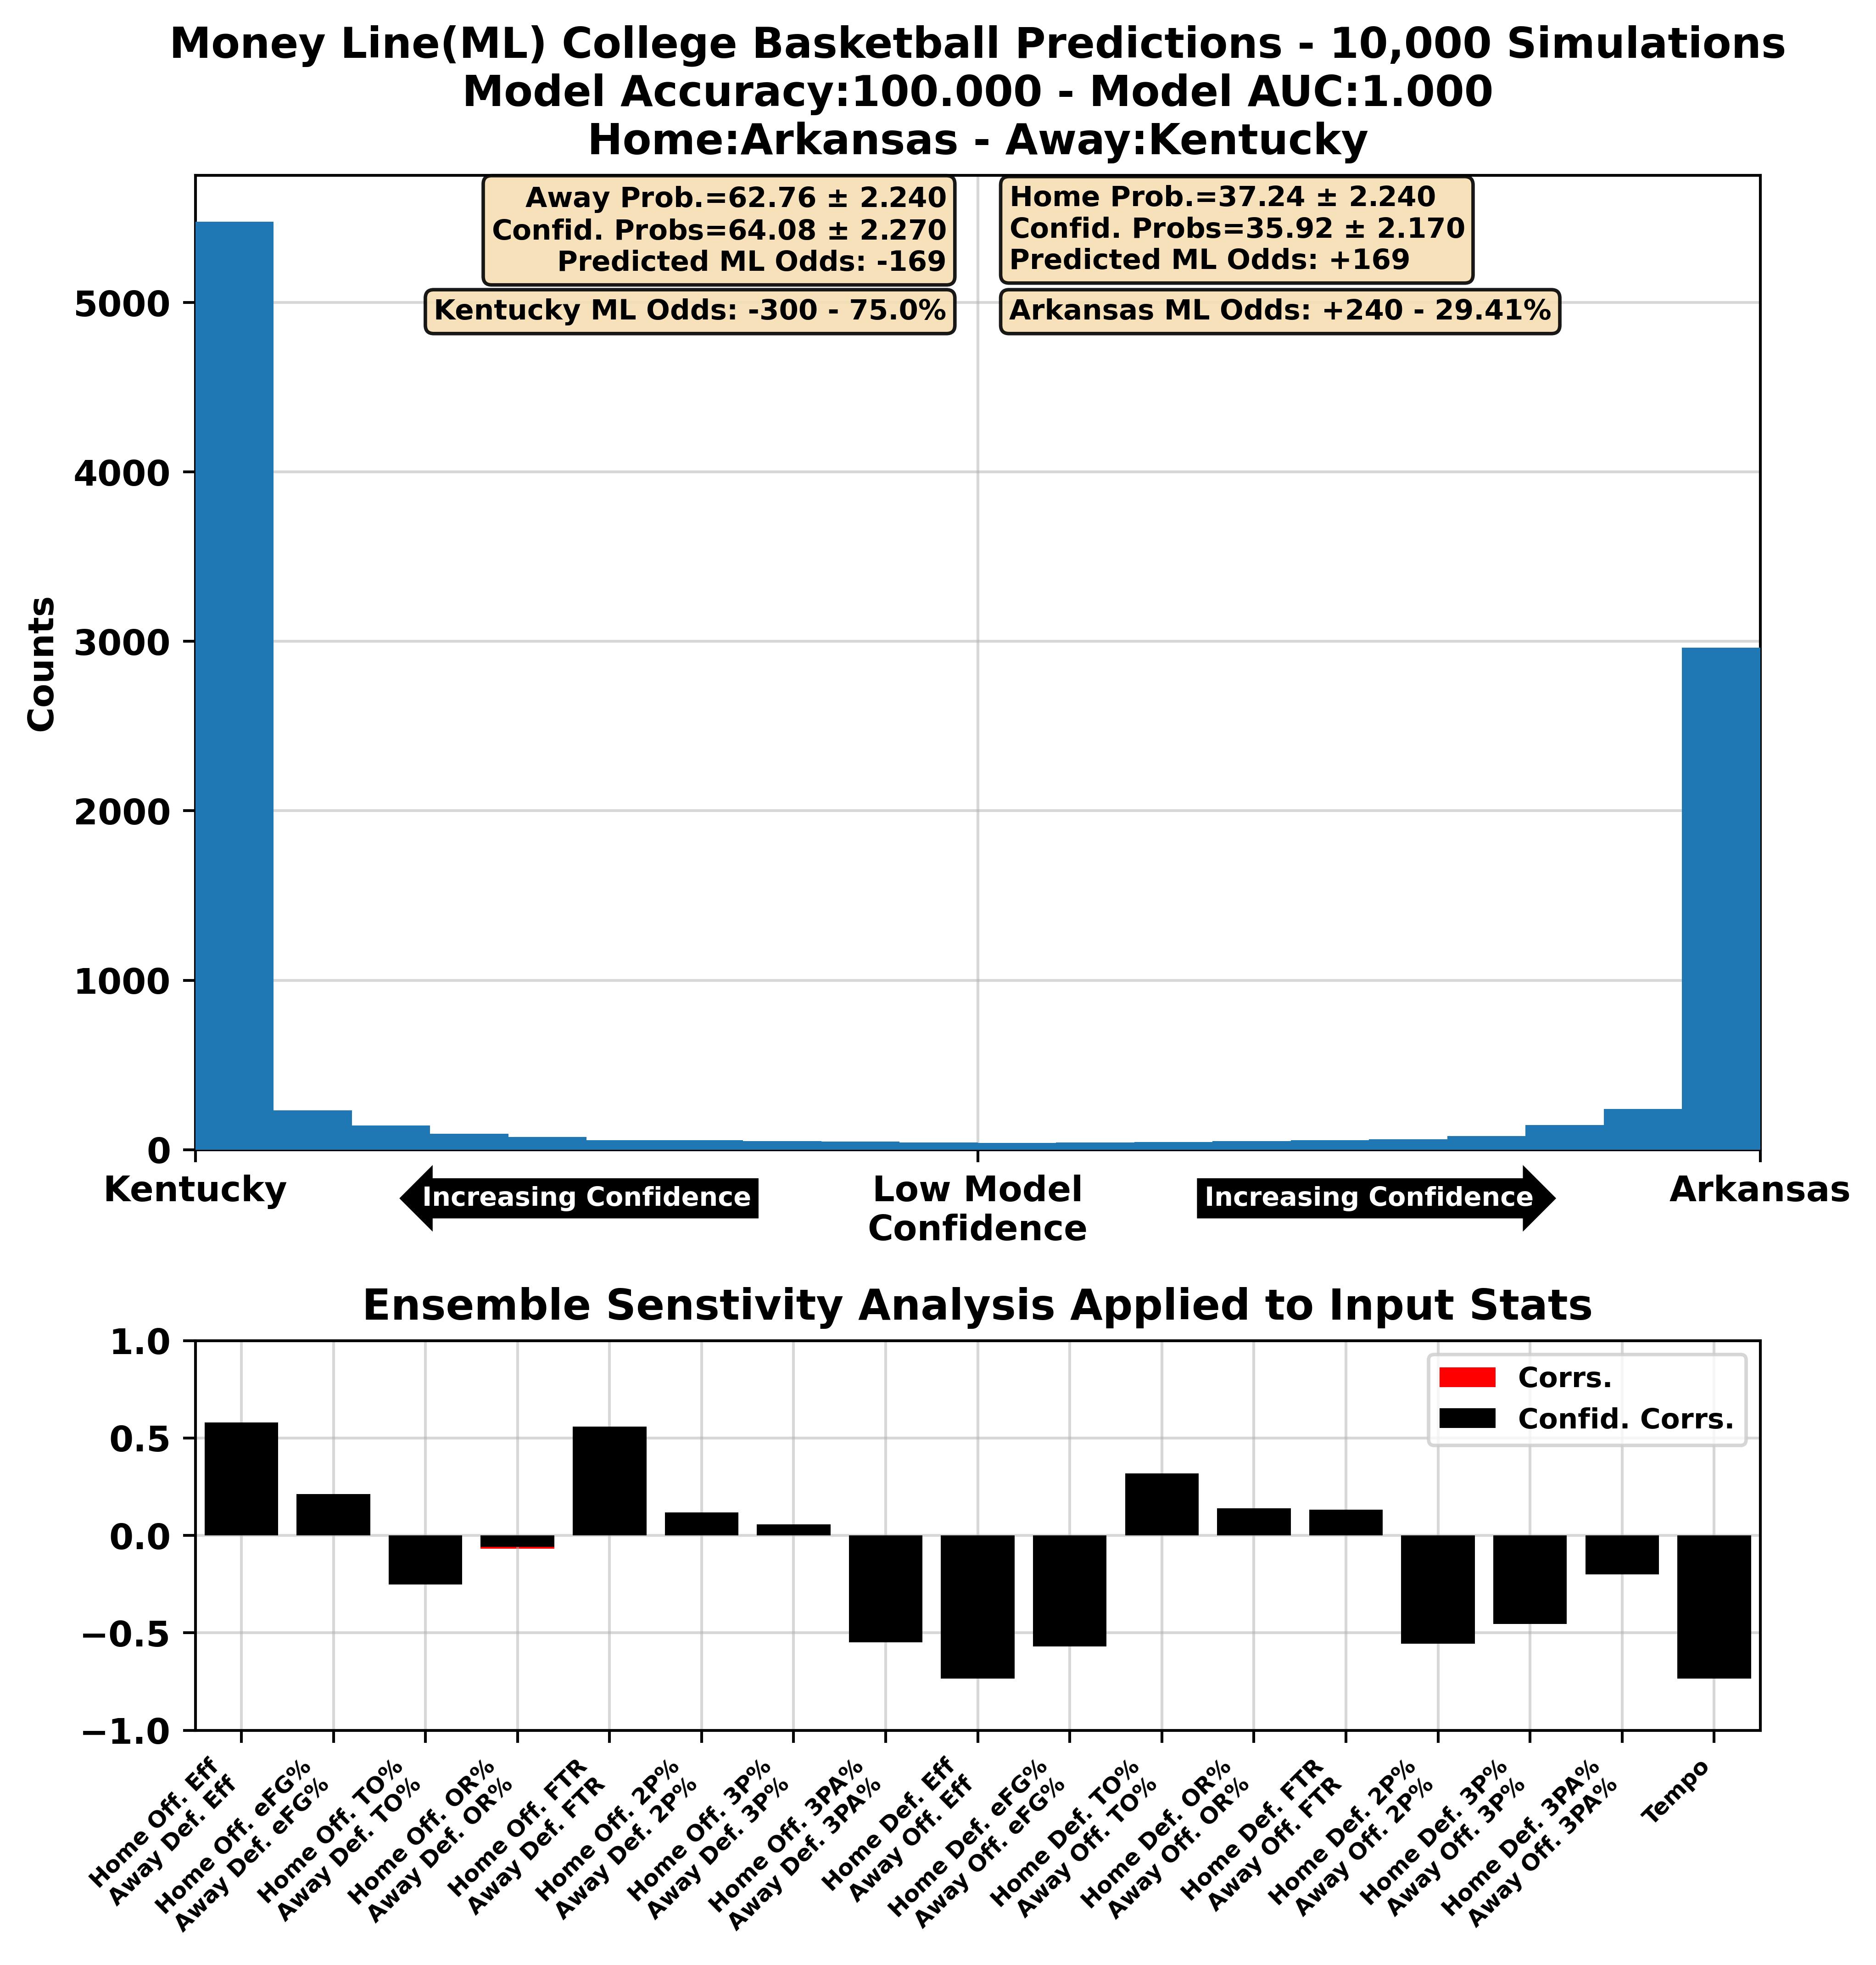 Money Line(ML) College Basketball Predictions - 10,000 Simulations
Model Accuracy:100.000 - Model AUC:1.000
Home:Arkansas - Away:Kentucky
Away Prob.=62.76 ± 2.240
Confid. Probs=64.08 ± 2.270
Predicted ML Odds: -169
Kentucky ML Odds: -300 - 75.0%
Home Prob.=37.24 ± 2.240
Confid. Probs=35.92 ± 2.170
Predicted ML Odds: +169
Arkansas ML Odds: +240 - 29.41%
Counts
5000
4000
3000
2000
1000
0
Kentucky
Increasing Confidence
Low Model
Confidence
Increasing Confidence
Arkansas
Ensemble Senstivity Analysis Applied to Input Stats
1.0
0.5
0.0
−0.5
−1.0
Corrs.
Confid. Corrs.
Home Off. Eff
Away Def. Eff
Home Off. eFG%
Away Def. eFG%
Home Off. TO%
Away Def. TO%
Home Off. OR%
Away Def. OR%
Home Off. FTR
Away Def. FTR
Home Off. 2P%
Away Def. 2P%
Home Off. 3P%
Away Def. 3P%
Home Off. 3PA%
Away Def. 3PA%
Home Def. Eff
Away Off. Eff
Home Def. eFG%
Away Off. eFG%
Home Def. TO%
Away Off. TO%
Home Def. OR%
Away Off. OR%
Home Def. FTR
Away Off. FTR
Home Def. 2P%
Away Off. 2P%
Home Def. 3P%
Away Off. 3P%
Home Def. 3PA%
Away Off. 3PA%
Tempo